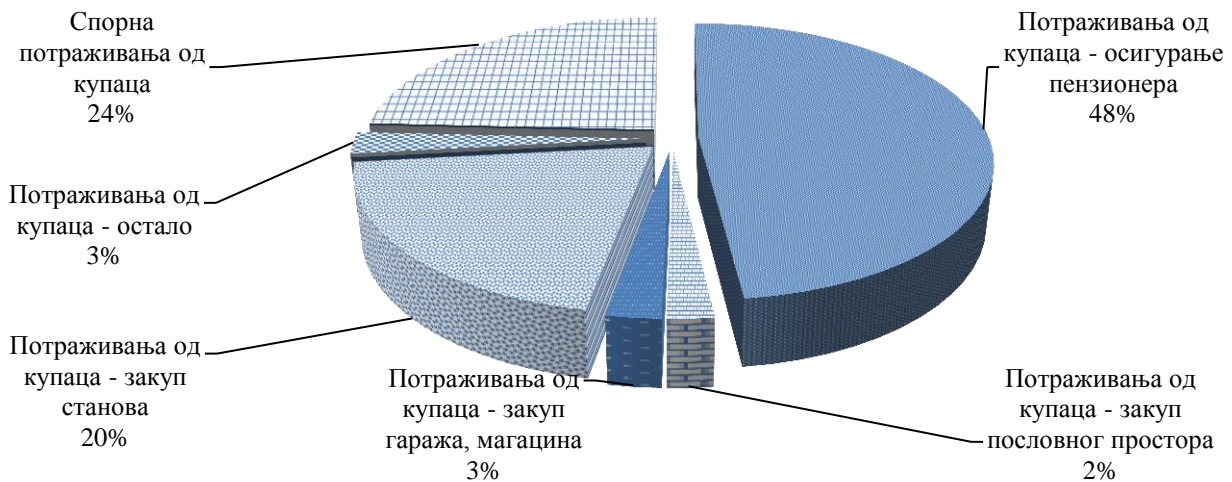 Спорна
потраживања од
купаца
24%
Потраживања од
купаца - осигурање
пензионера
48%
Потраживања од
купаца - остало
3%
Потраживања од
купаца - закуп
станова
20%
Потраживања од
купаца - закуп
гаража, магацина
3%
Потраживања од
купаца - закуп
пословног простора
2%